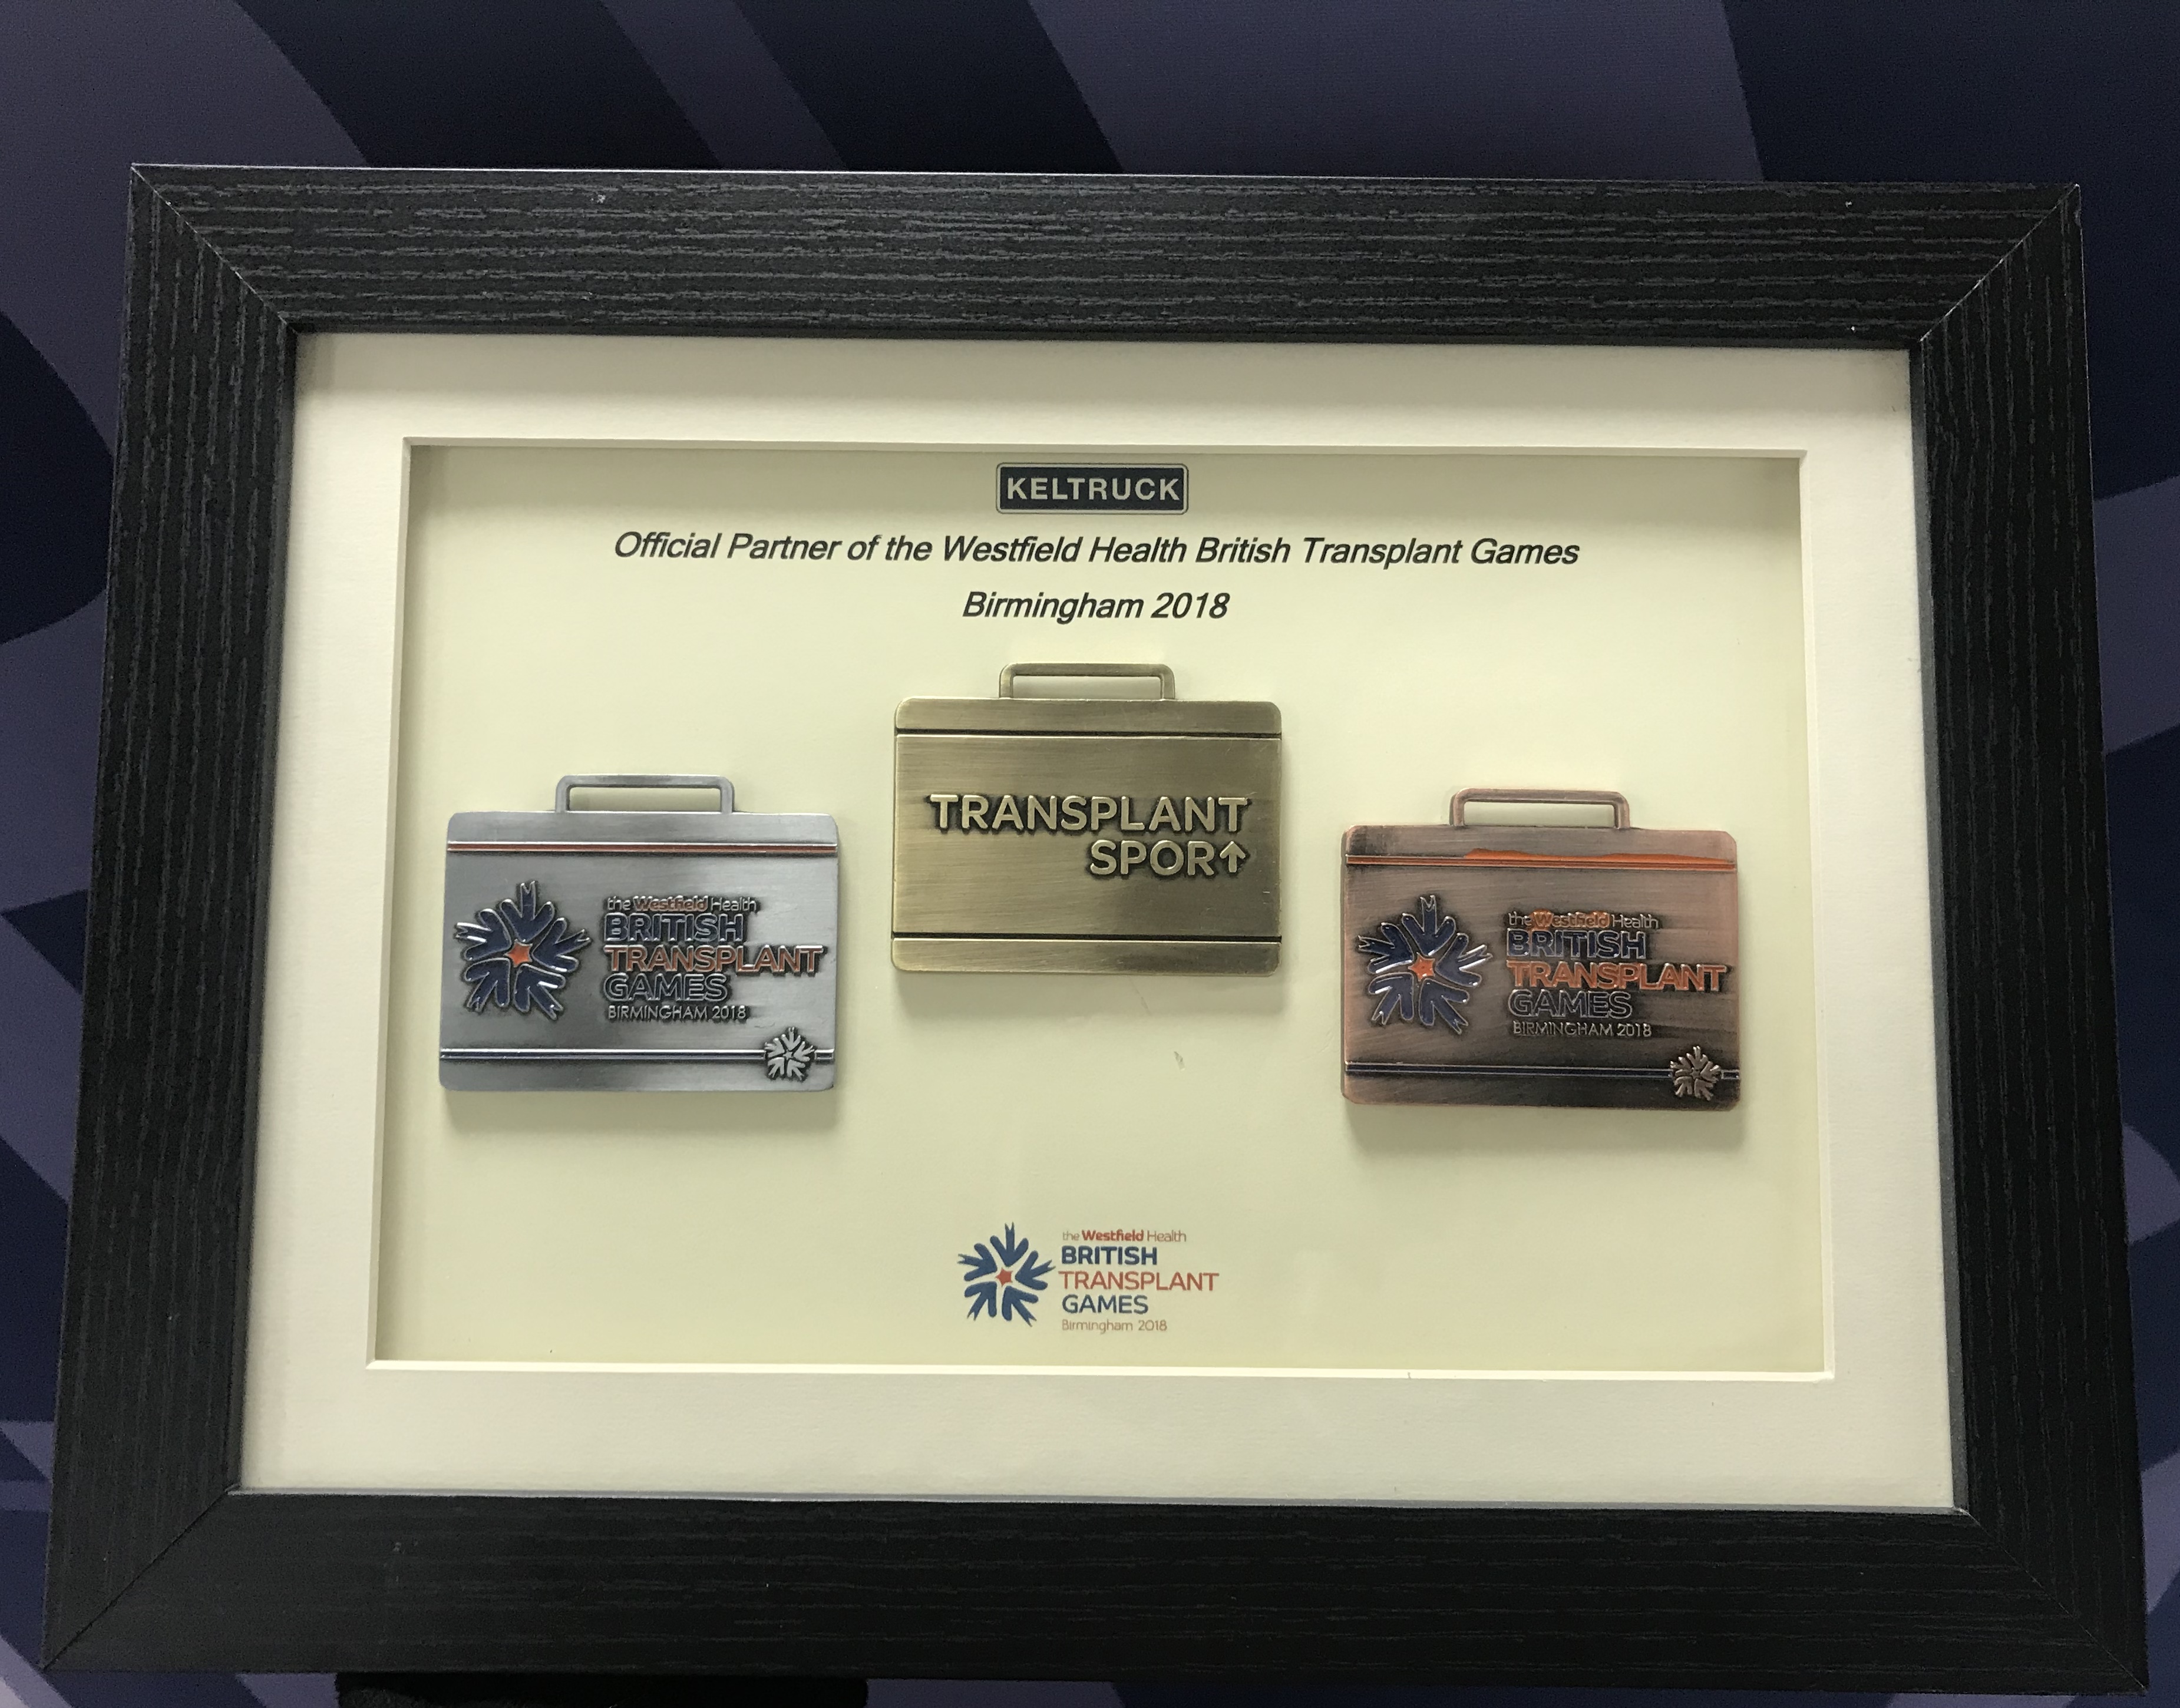 KELTRUCK
Official Partner of the Westfield Health British Transplant Games
Birmingham 2018
TRANSPLANT
SPOR↑
the Westfield Health
BRITISH
TRANSPLANT
GAMES
BIRMINGHAM 2018
the Westfield Health
BRITISH
TRANSPLANT
GAMES
BIRMINGHAM 2018
the Westfield Health
BRITISH
TRANSPLANT
GAMES
Birmingham 2018